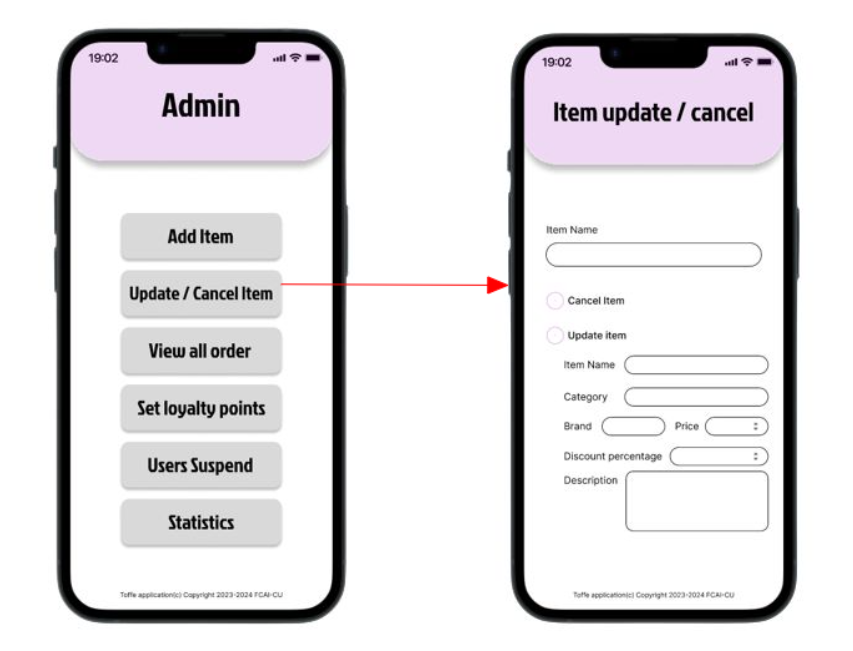 19:02
Admin
Add Item
Update / Cancel Item
View all order
Set loyalty points
Users Suspend
Statistics
Toffe application(c) Copyright 2023-2024 FCAI-CU
19:02
Item update / cancel
Item Name
Cancel Item
Update item
Item Name
Category
Brand Price
Discount percentage
Description
Toffe application(c) Copyright 2023-2024 FCAI-CU